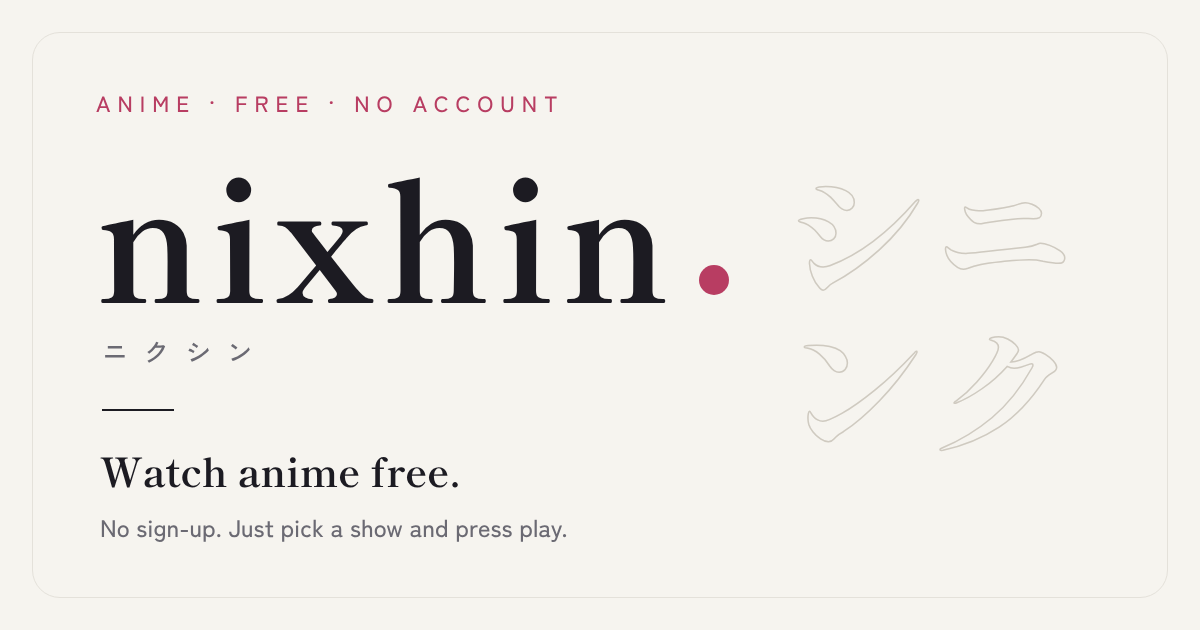 ANIME · FREE · NO ACCOUNT
nixhin.
ニクシン
Watch anime free.
No sign-up. Just pick a show and press play.
ニク
シン